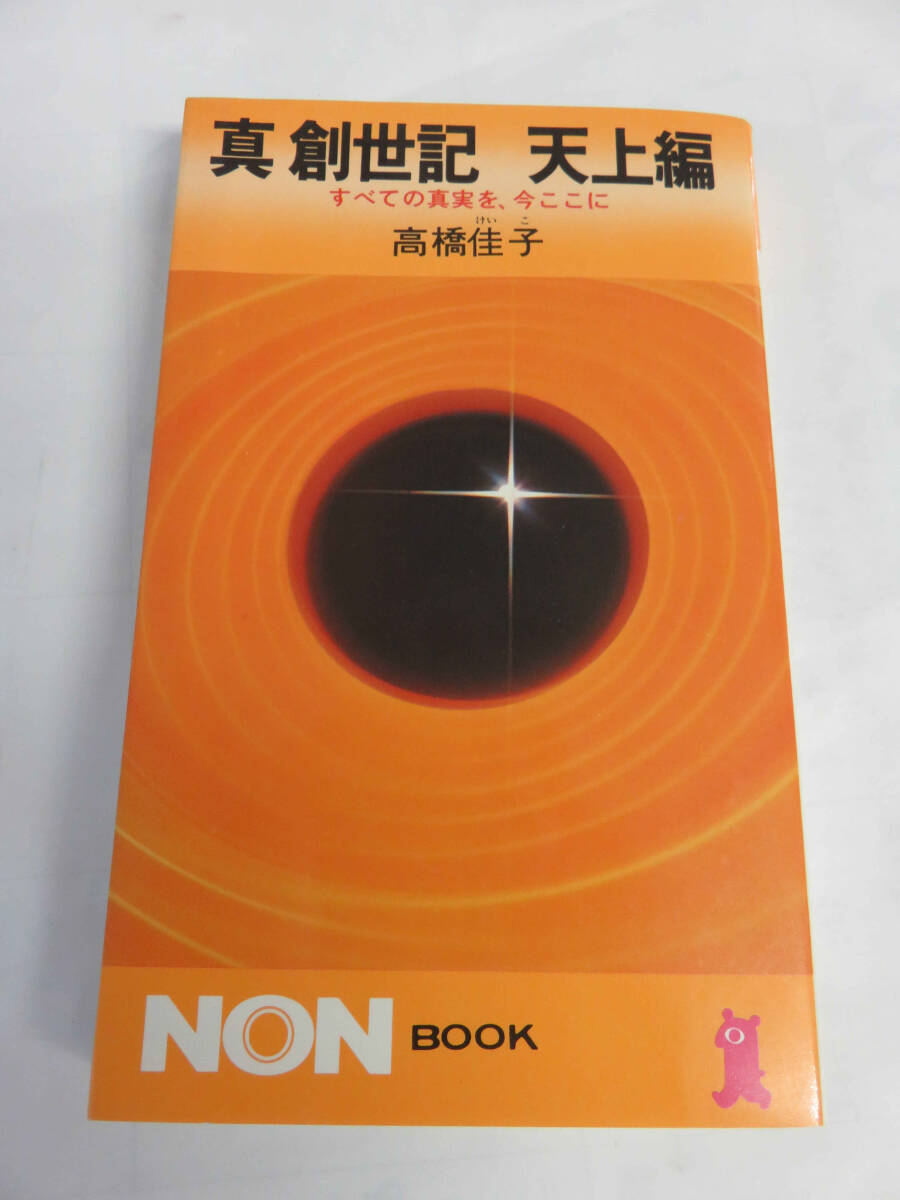 真 創世記 天上編
すべての真実を、今ここに
けい こ
高橋佳子
NON BOOK